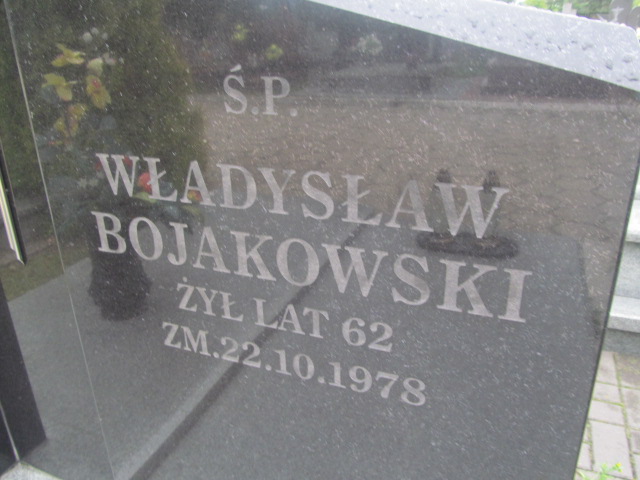 Ś.P.
WŁADYSŁAW
BOJAKOWSKI
ŻYŁ LAT 62
ZM.22.10.1978